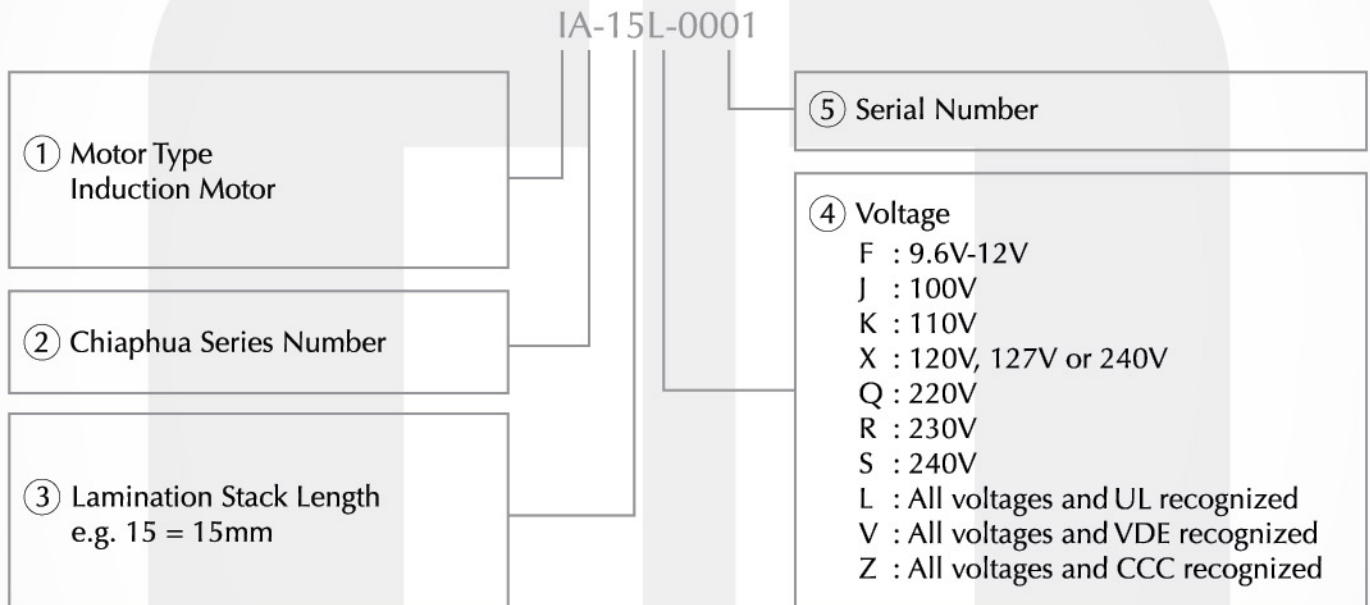 IA-15L-0001
① Motor Type
Induction Motor
② Chiaphua Series Number
③ Lamination Stack Length
e.g. 15 = 15mm
⑤ Serial Number
④ Voltage
F : 9.6V-12V
J : 100V
K : 110V
X : 120V, 127V or 240V
Q : 220V
R : 230V
S : 240V
L : All voltages and UL recognized
V : All voltages and VDE recognized
Z : All voltages and CCC recognized